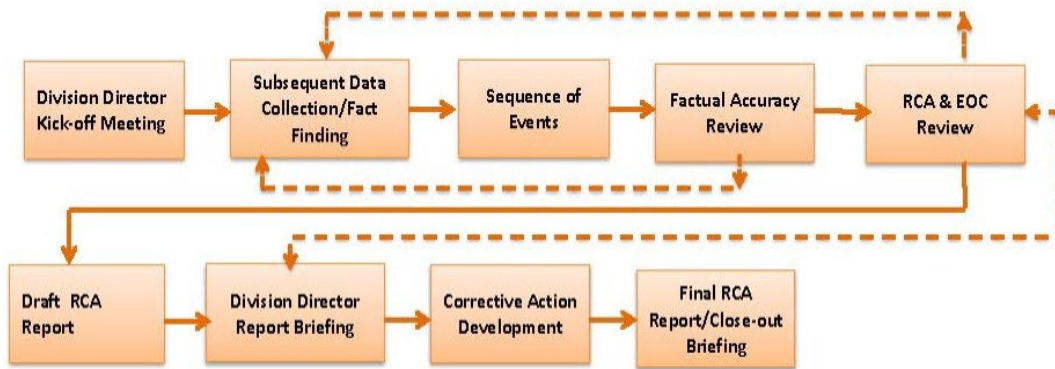 Division Director
Kick-off Meeting
Subsequent Data
Collection/Fact
Finding
Sequence of
Events
Factual Accuracy
Review
RCA & EOC
Review
Draft RCA
Report
Division Director
Report Briefing
Corrective Action
Development
Final RCA
Report/Close-out
Briefing